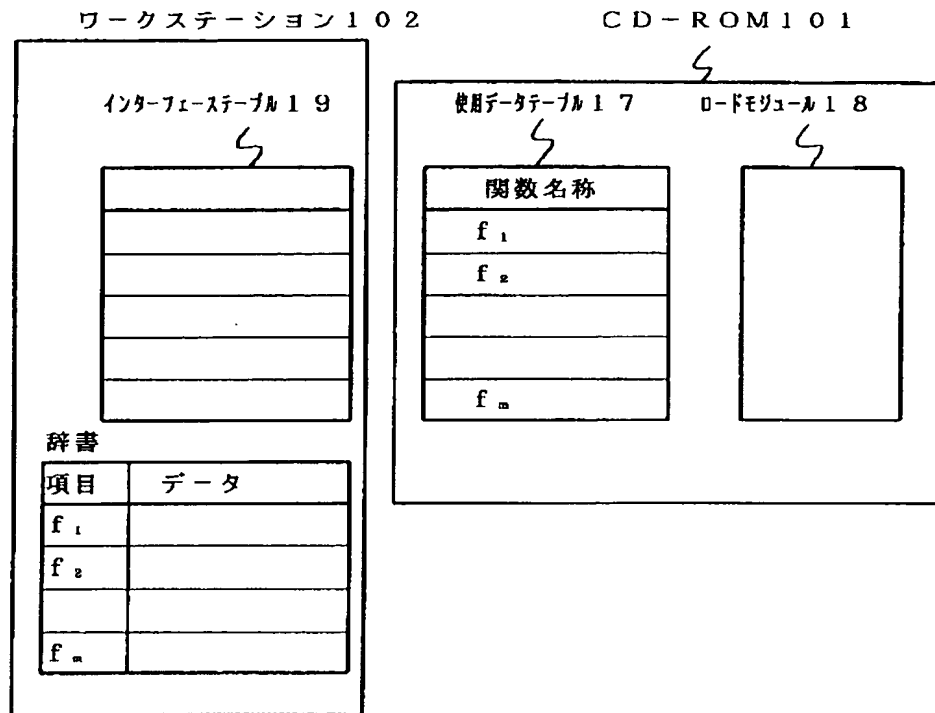 ワークステーション102
CD-ROM101
インターフェーステーブル19
使用データテーブル17
ロードモジュール18
関数名称
f₁
f₂
fₘ
辞書
項目 データ
f₁
f₂
fₘ